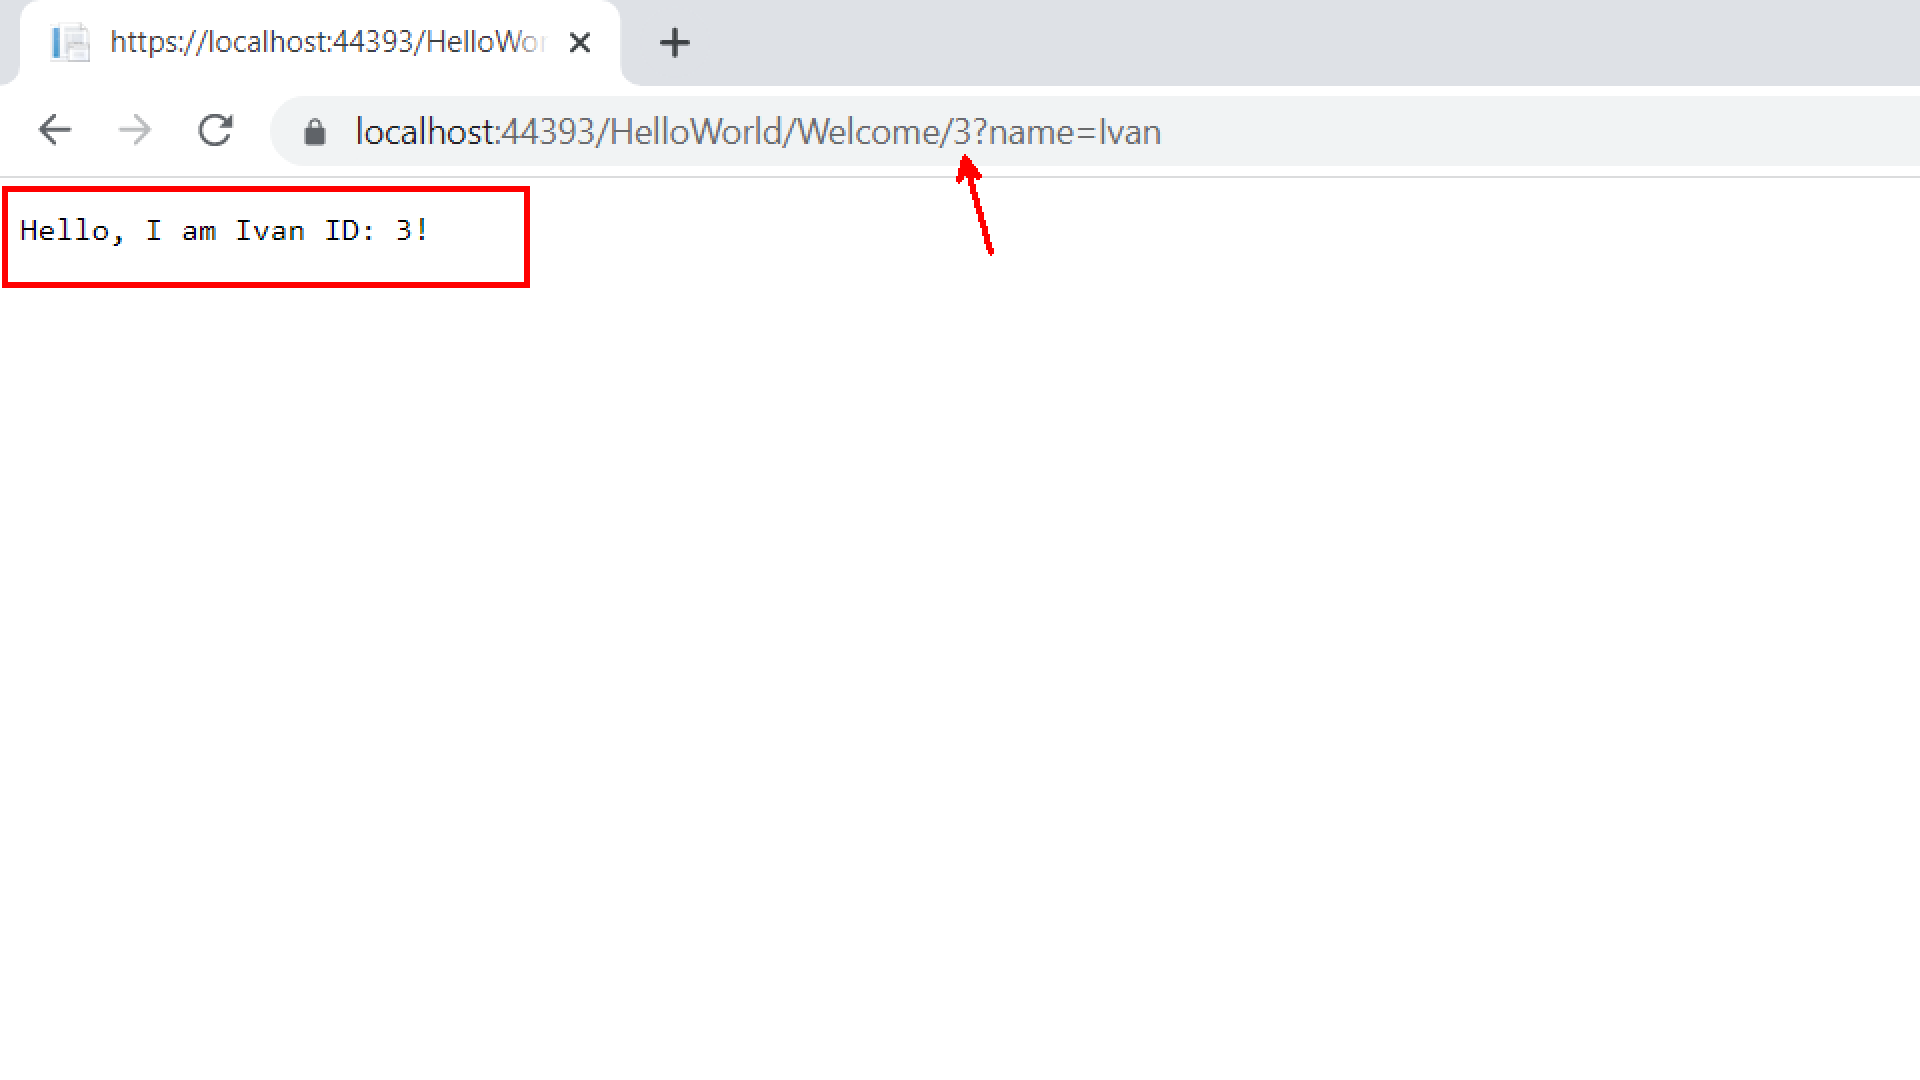 https://localhost:44393/HelloWor
localhost:44393/HelloWorld/Welcome/3?name=Ivan
Hello, I am Ivan ID: 3!